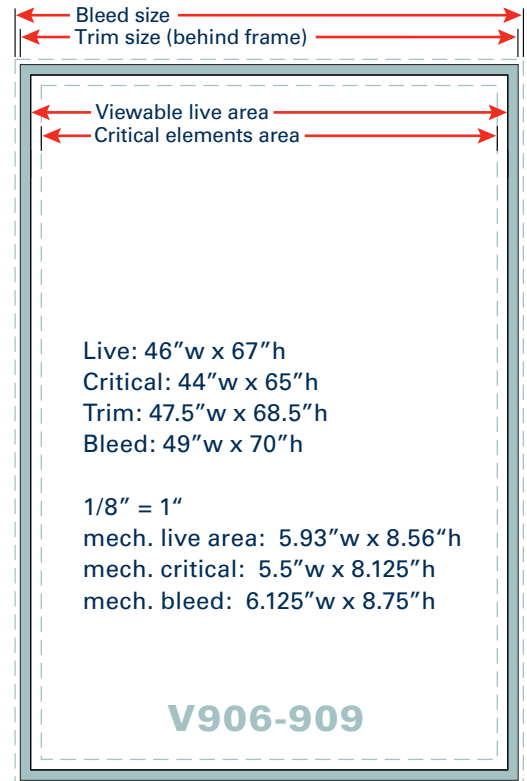 Bleed size
Trim size (behind frame)
Viewable live area
Critical elements area
Live: 46”w x 67”h
Critical: 44”w x 65”h
Trim: 47.5”w x 68.5”h
Bleed: 49”w x 70”h
1/8” = 1“
mech. live area: 5.93”w x 8.56“h
mech. critical: 5.5”w x 8.125”h
mech. bleed: 6.125”w x 8.75”h
V906-909